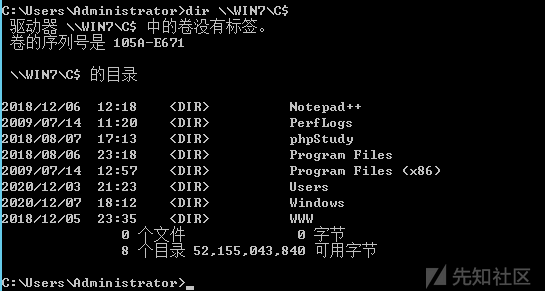 C:\Users\Administrator>dir \\WIN7\C$
驱动器 \\WIN7\C$ 中的卷没有标签。
卷的序列号是 105A-E671
\\WIN7\C$ 的目录
2018/12/06  12:18    <DIR>          Notepad++
2009/07/14  11:20    <DIR>          PerfLogs
2018/08/07  17:13    <DIR>          phpStudy
2018/08/06  23:18    <DIR>          Program Files
2009/07/14  12:57    <DIR>          Program Files (x86)
2020/12/03  21:23    <DIR>          Users
2020/12/07  18:12    <DIR>          Windows
2018/12/05  23:35    <DIR>          WWW
0 个文件              0 字节
8 个目录 52,155,043,840 可用字节
C:\Users\Administrator>_
先知社区